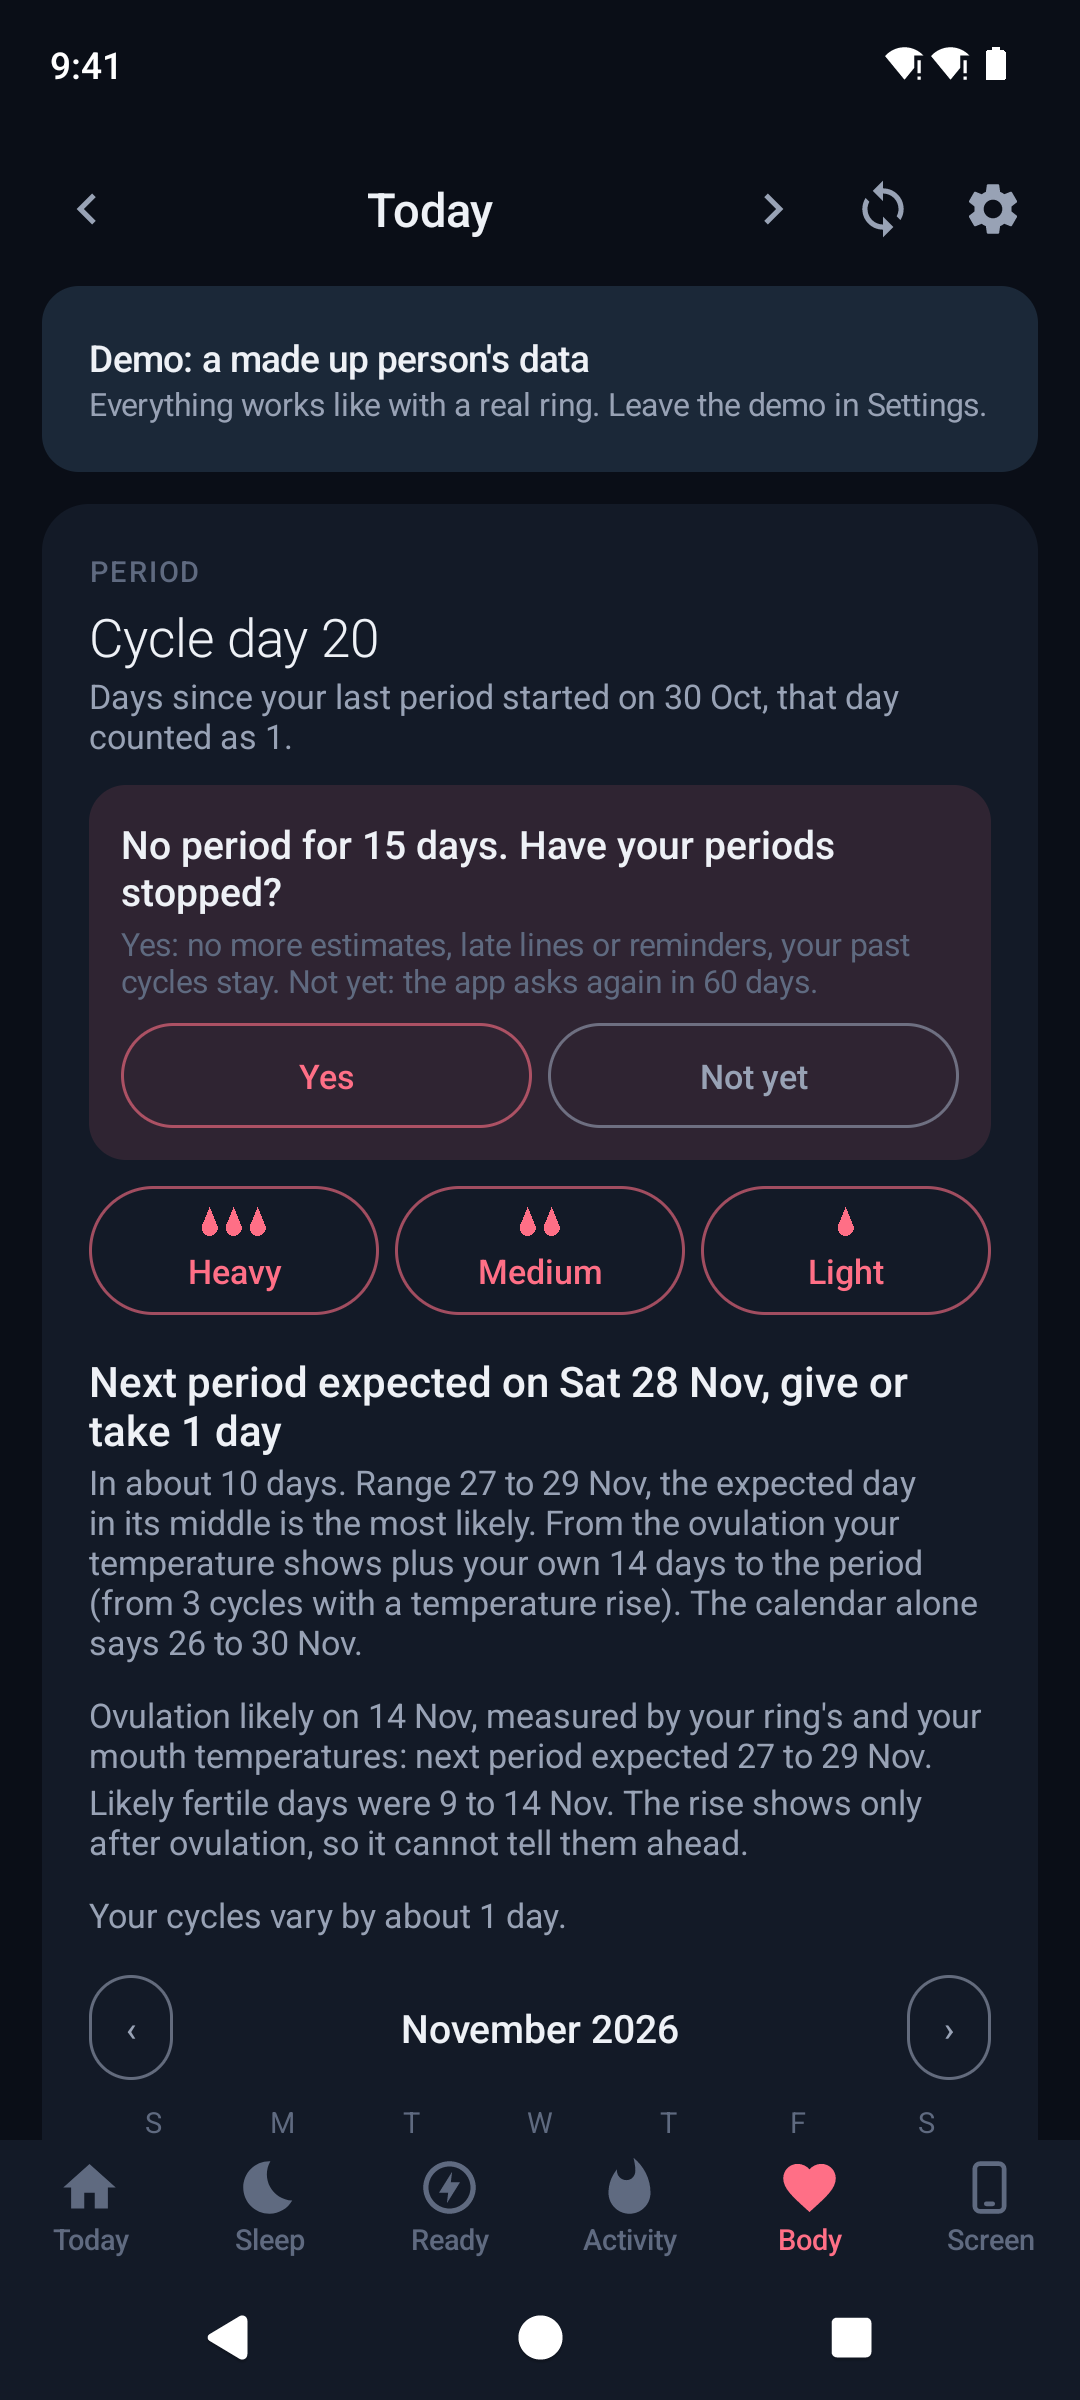 9:41
Today
Demo: a made up person's data
Everything works like with a real ring. Leave the demo in Settings.
PERIOD
Cycle day 20
Days since your last period started on 30 Oct, that day
counted as 1.
No period for 15 days. Have your periods
stopped?
Yes: no more estimates, late lines or reminders, your past
cycles stay. Not yet: the app asks again in 60 days.
Yes
Not yet
Heavy
Medium
Light
Next period expected on Sat 28 Nov, give or
take 1 day
In about 10 days. Range 27 to 29 Nov, the expected day
in its middle is the most likely. From the ovulation your
temperature shows plus your own 14 days to the period
(from 3 cycles with a temperature rise). The calendar alone
says 26 to 30 Nov.
Ovulation likely on 14 Nov, measured by your ring's and your
mouth temperatures: next period expected 27 to 29 Nov.
Likely fertile days were 9 to 14 Nov. The rise shows only
after ovulation, so it cannot tell them ahead.
Your cycles vary by about 1 day.
‹ November 2026 ›
S M T W T F S
Today Sleep Ready Activity Body Screen